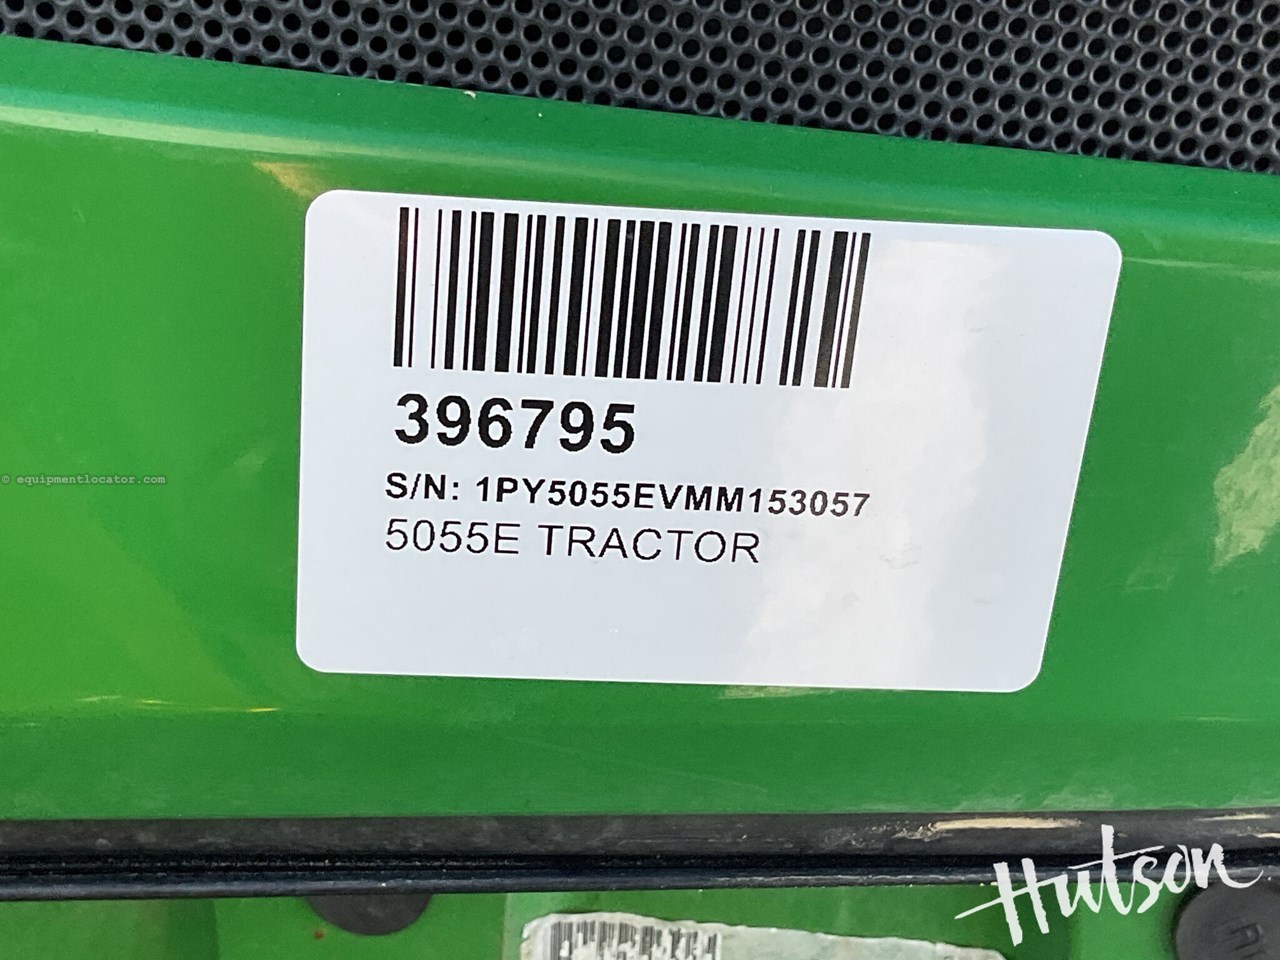 396795
S/N: 1PY5055EVMM153057
5055E TRACTOR
© equipmentlocator.com
Hutson